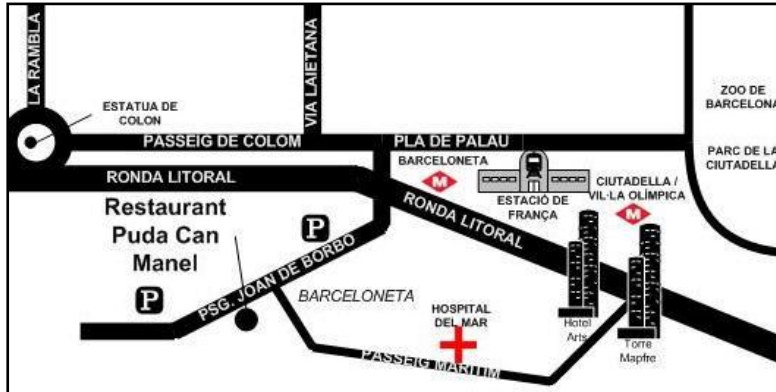 LA RAMBLA
VIA LAIETANA
ESTATUA DE
COLON
ZOO DE
BARCELONA
PASSEIG DE COLOM
PLA DE PALAU
BARCELONETA
M
PARC DE LA
CIUTADELLA
RONDA LITORAL
CIUTADELLA /
VIL·LA OLÍMPICA
M
ESTACIÓ DE
FRANÇA
Restaurant
Puda Can
Manel
P
RONDA LITORAL
PSG. JOAN DE BORBO
P
BARCELONETA
HOSPITAL
DEL MAR
Hotel
Arts
PASSEIG MARITIM
Torre
Mapfre